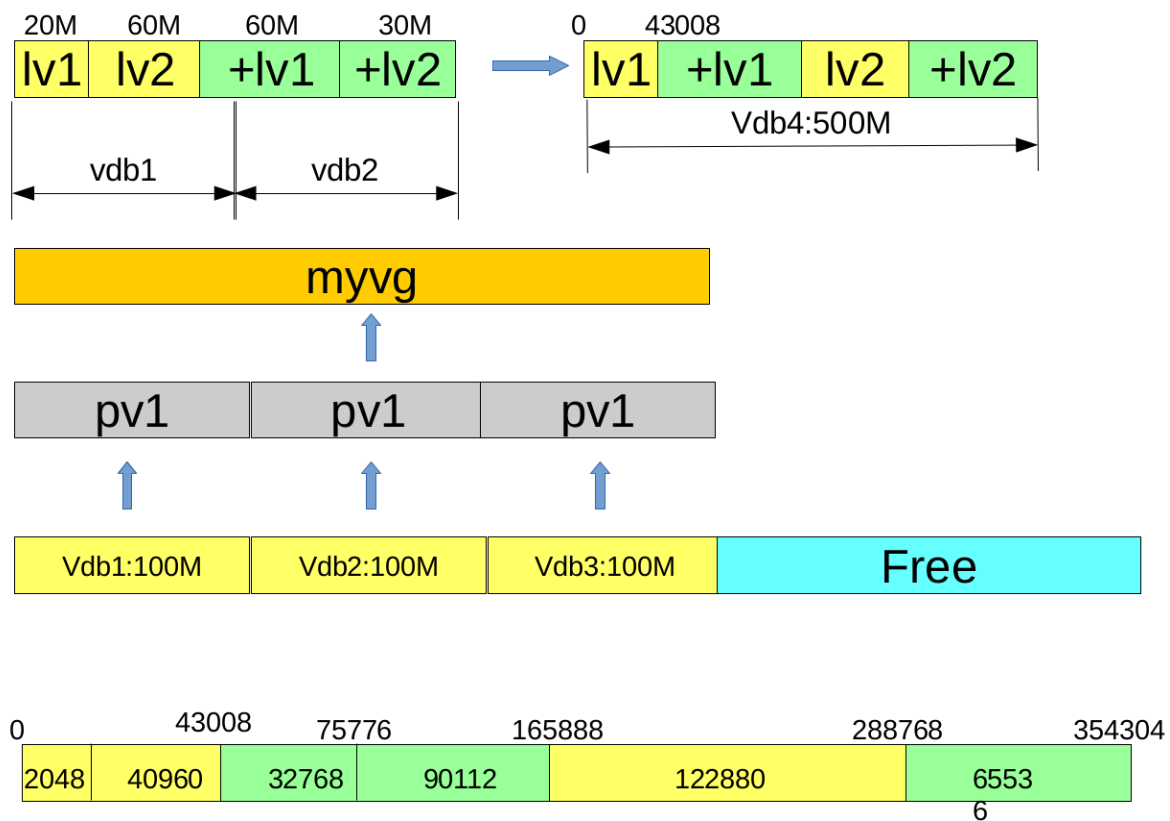 20M 60M 60M 30M
lv1 lv2 +lv1 +lv2
vdb1 vdb2
0 43008
lv1 +lv1 lv2 +lv2
Vdb4:500M
myvg
pv1 pv1 pv1
Vdb1:100M Vdb2:100M Vdb3:100M Free
0 43008 75776 165888 288768 354304
2048 40960 32768 90112 122880 6553
6